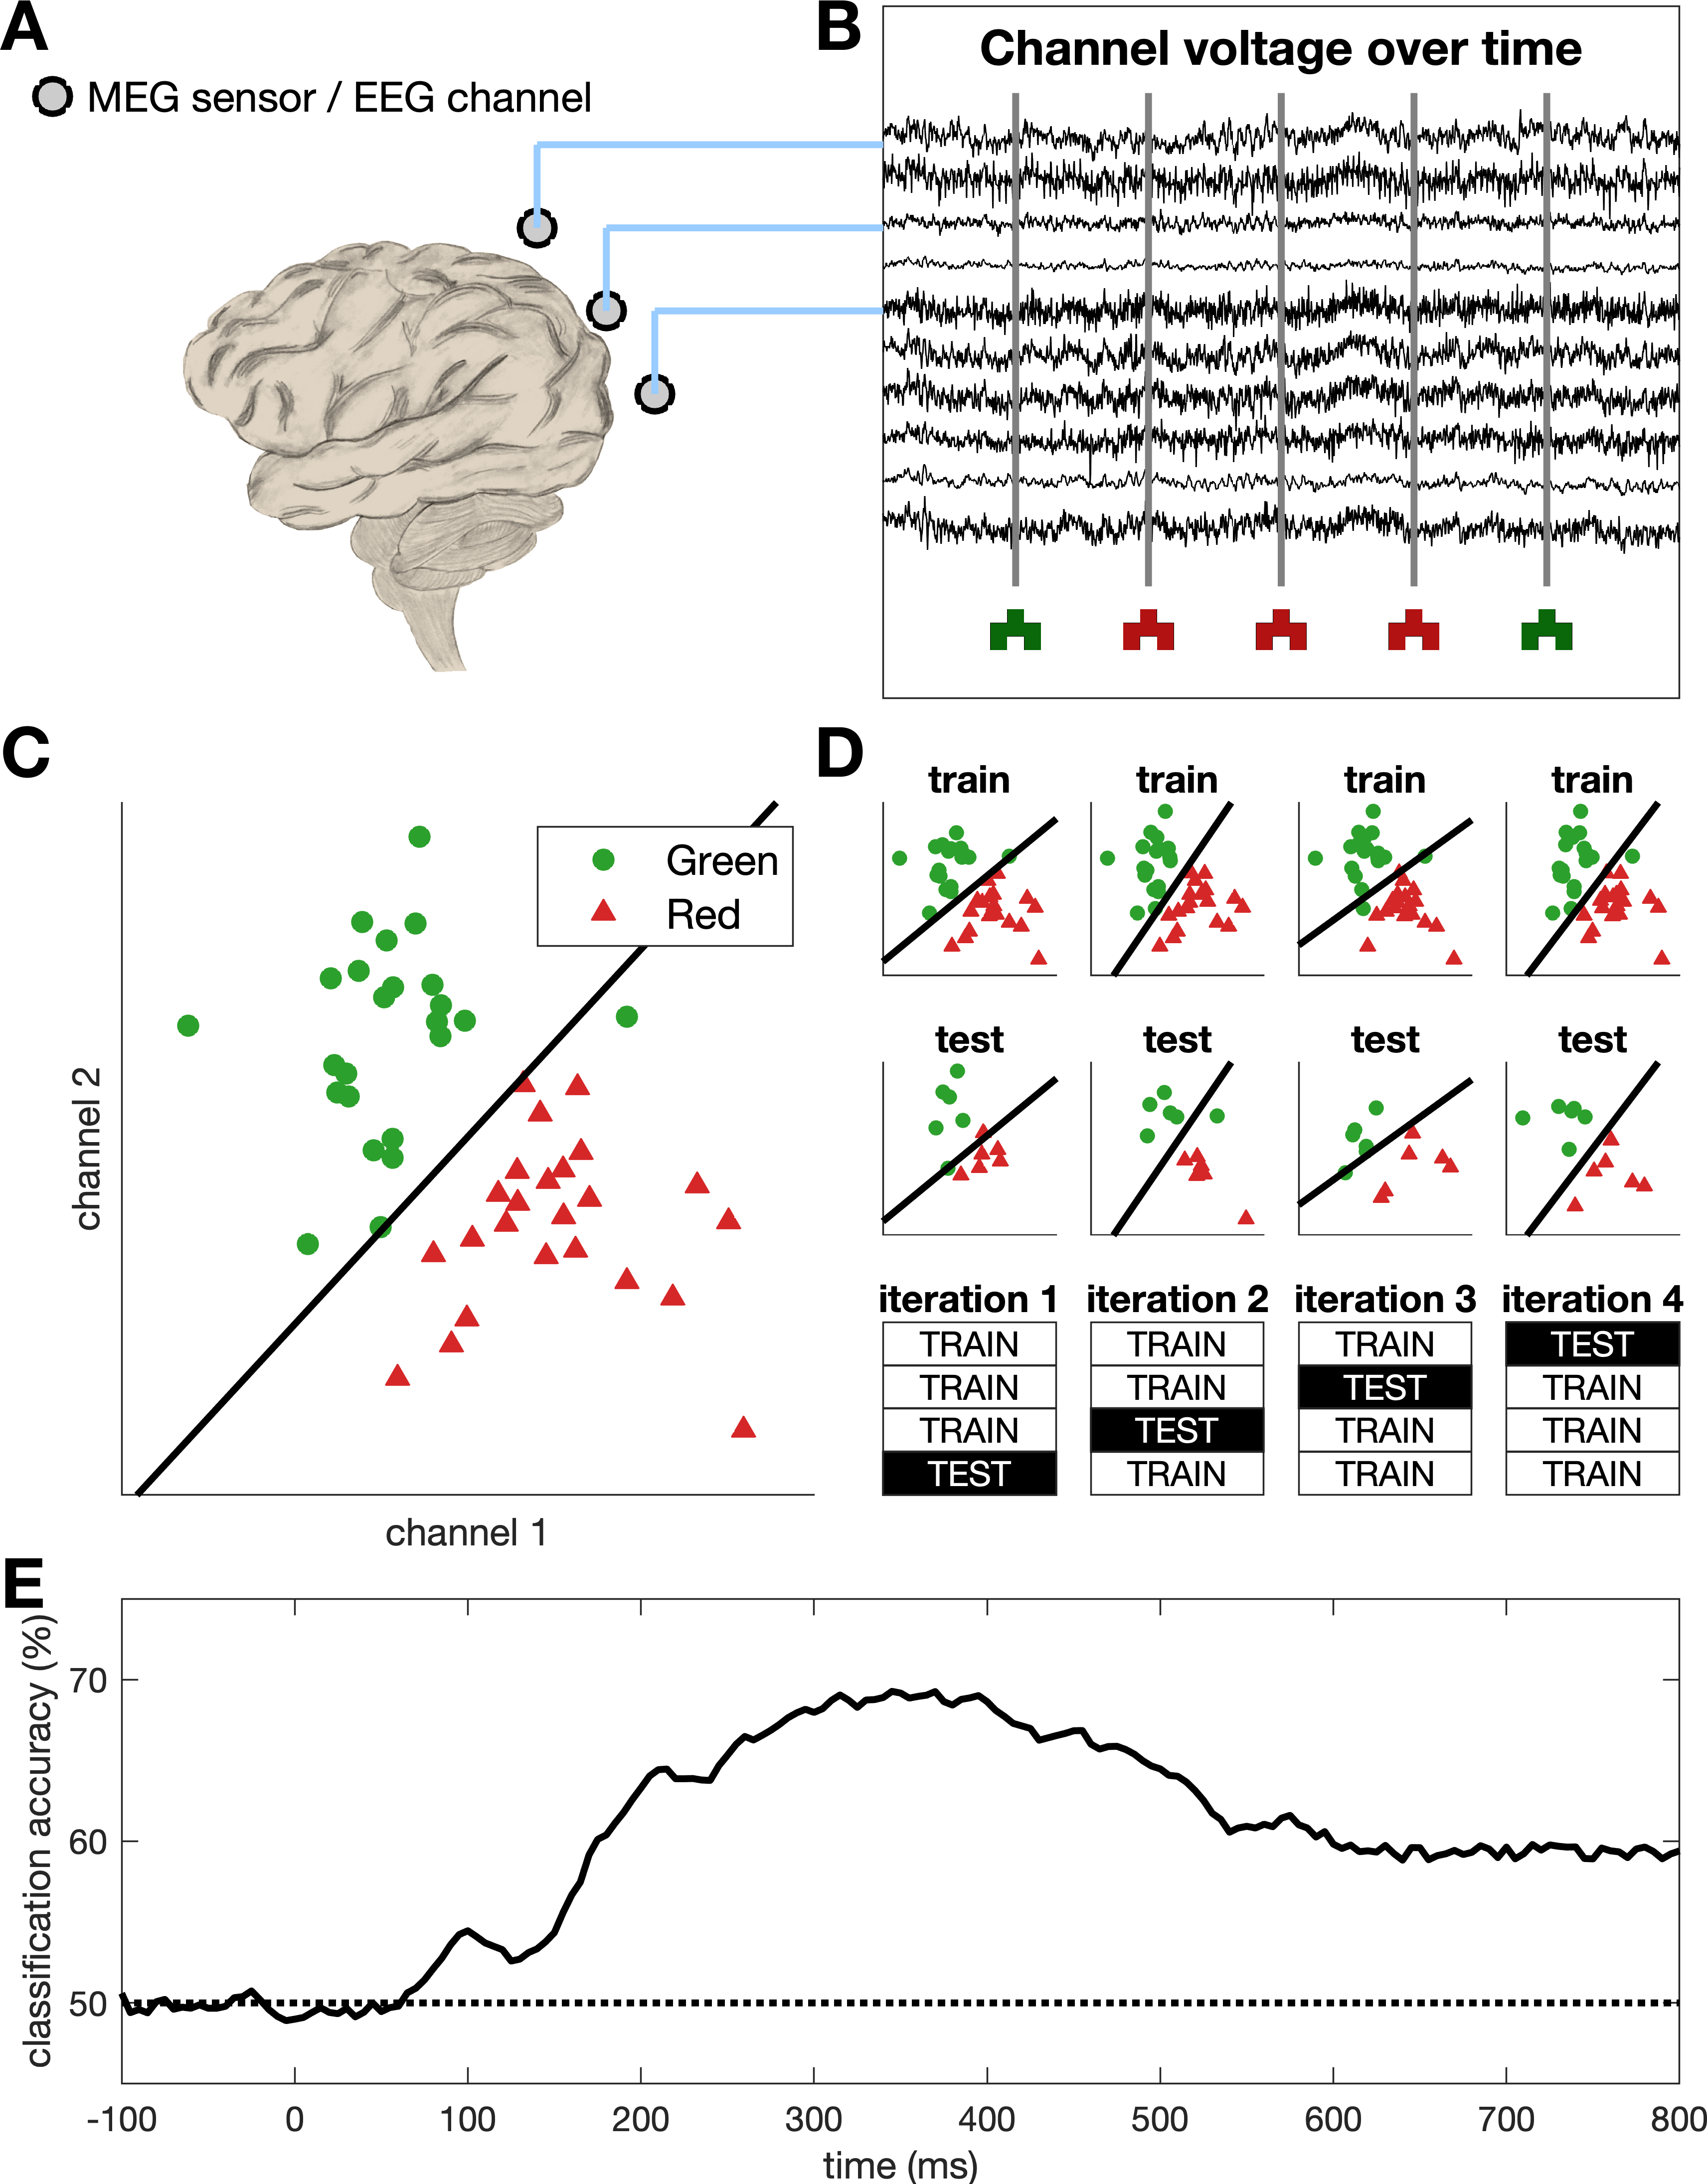 A
MEG sensor / EEG channel
B
Channel voltage over time
C
Green
Red
channel 2
channel 1
D
train train train train
test test test test
iteration 1 iteration 2 iteration 3 iteration 4
TRAIN TRAIN TRAIN TEST
TRAIN TRAIN TEST TRAIN
TRAIN TEST TRAIN TRAIN
TEST TRAIN TRAIN TRAIN
E
classification accuracy (%)
70
60
50
-100 0 100 200 300 400 500 600 700 800
time (ms)